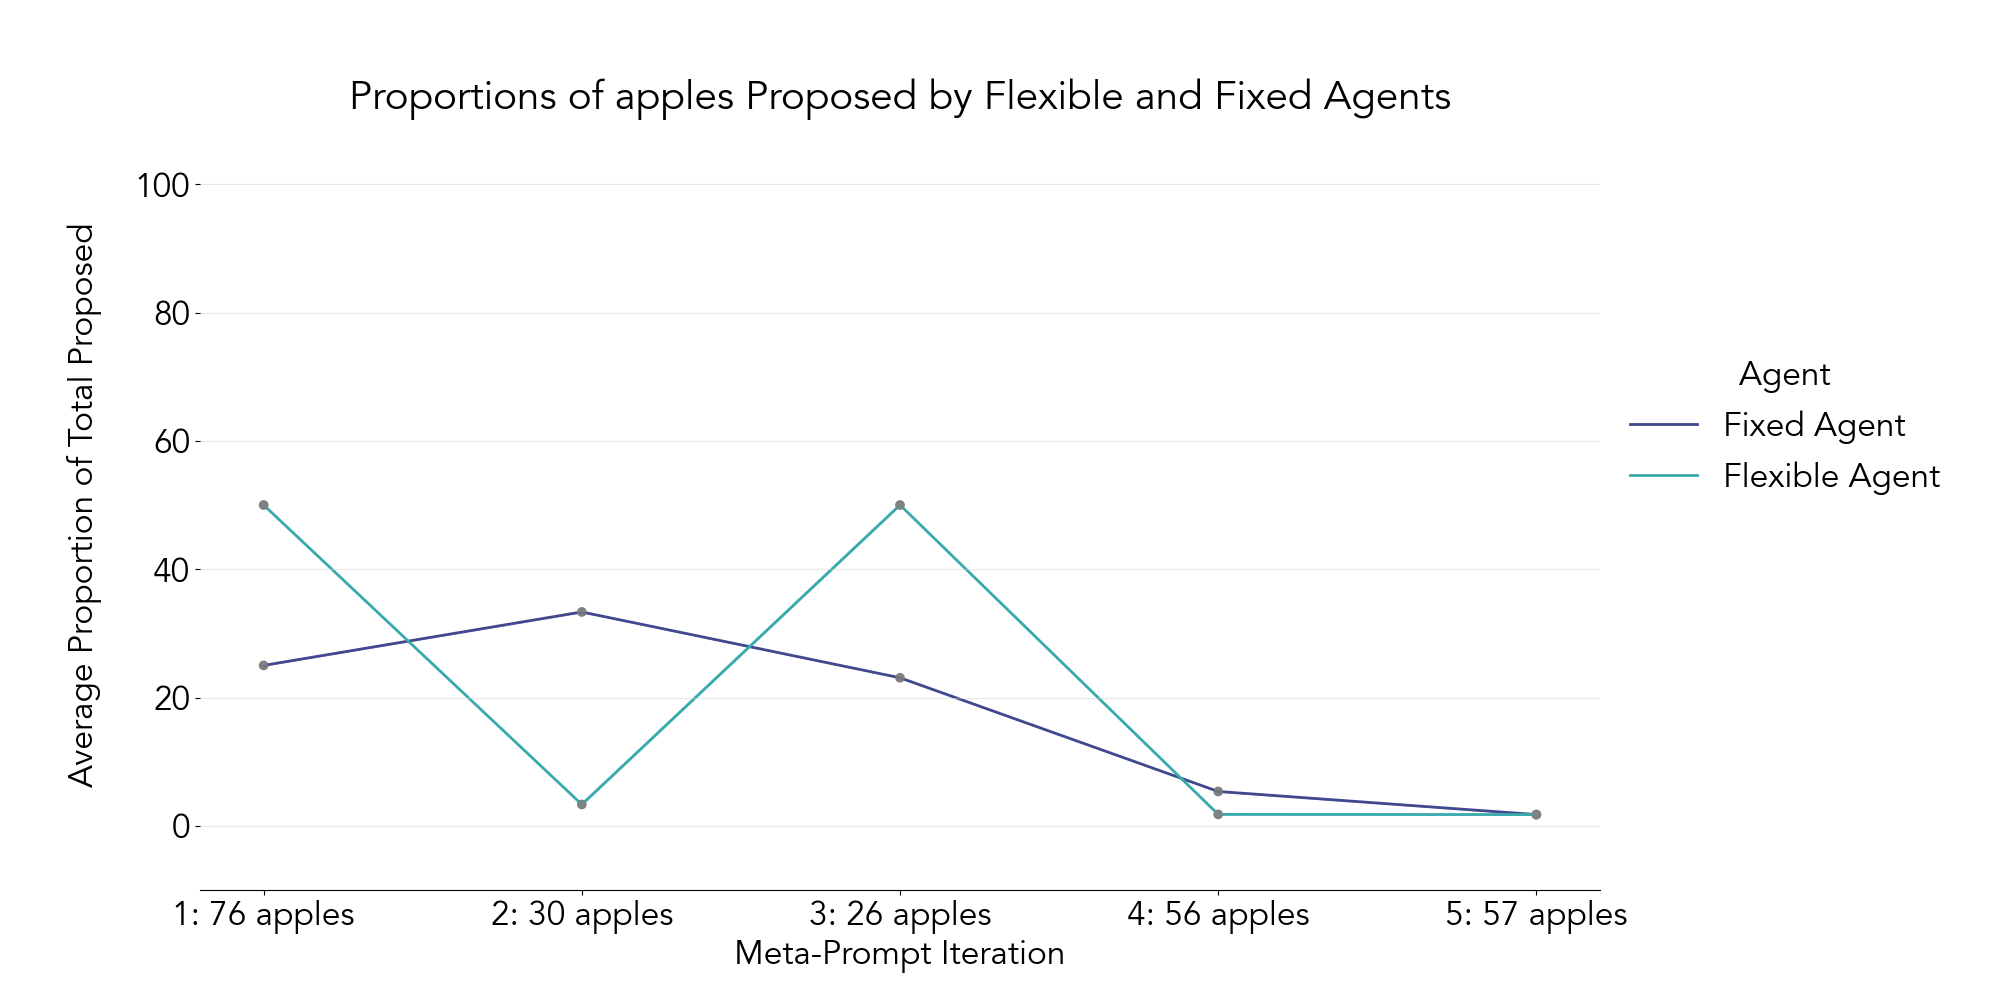 Proportions of apples Proposed by Flexible and Fixed Agents
Average Proportion of Total Proposed
100
80
60
40
20
0
1: 76 apples
2: 30 apples
3: 26 apples
4: 56 apples
5: 57 apples
Meta-Prompt Iteration
Agent
Fixed Agent
Flexible Agent